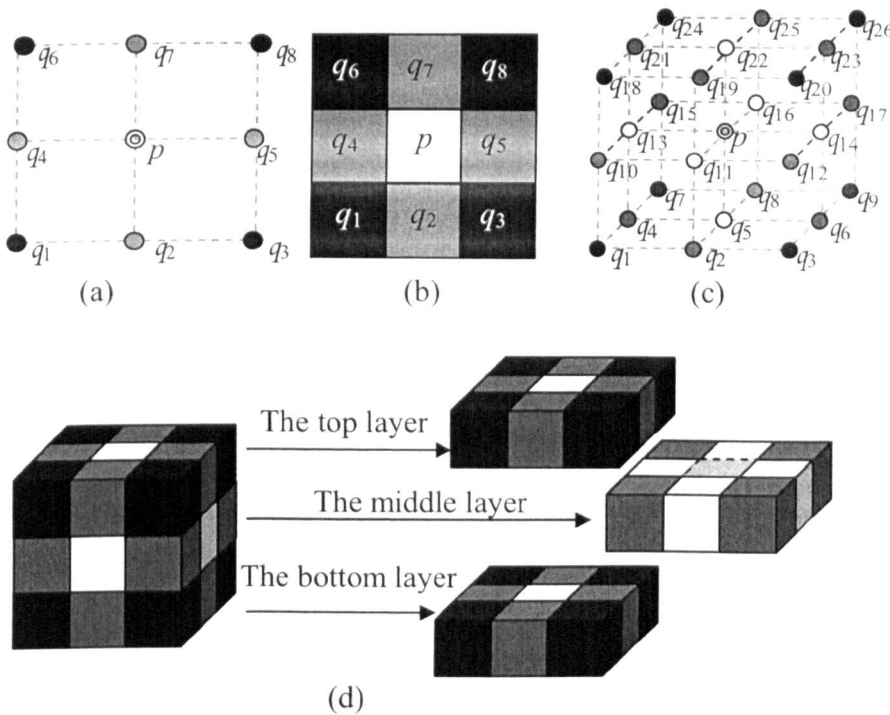 q6 q7 q8
q4 p q5
q1 q2 q3
(a)
q6 q7 q8
q4 p q5
q1 q2 q3
(b)
q24 q25 q26
q21 q22 q23
q18 q19 q20
q15 q16 q17
q13 p q14
q10 q11 q12
q7 q8 q9
q4 q5 q6
q1 q2 q3
(c)
The top layer
The middle layer
The bottom layer
(d)